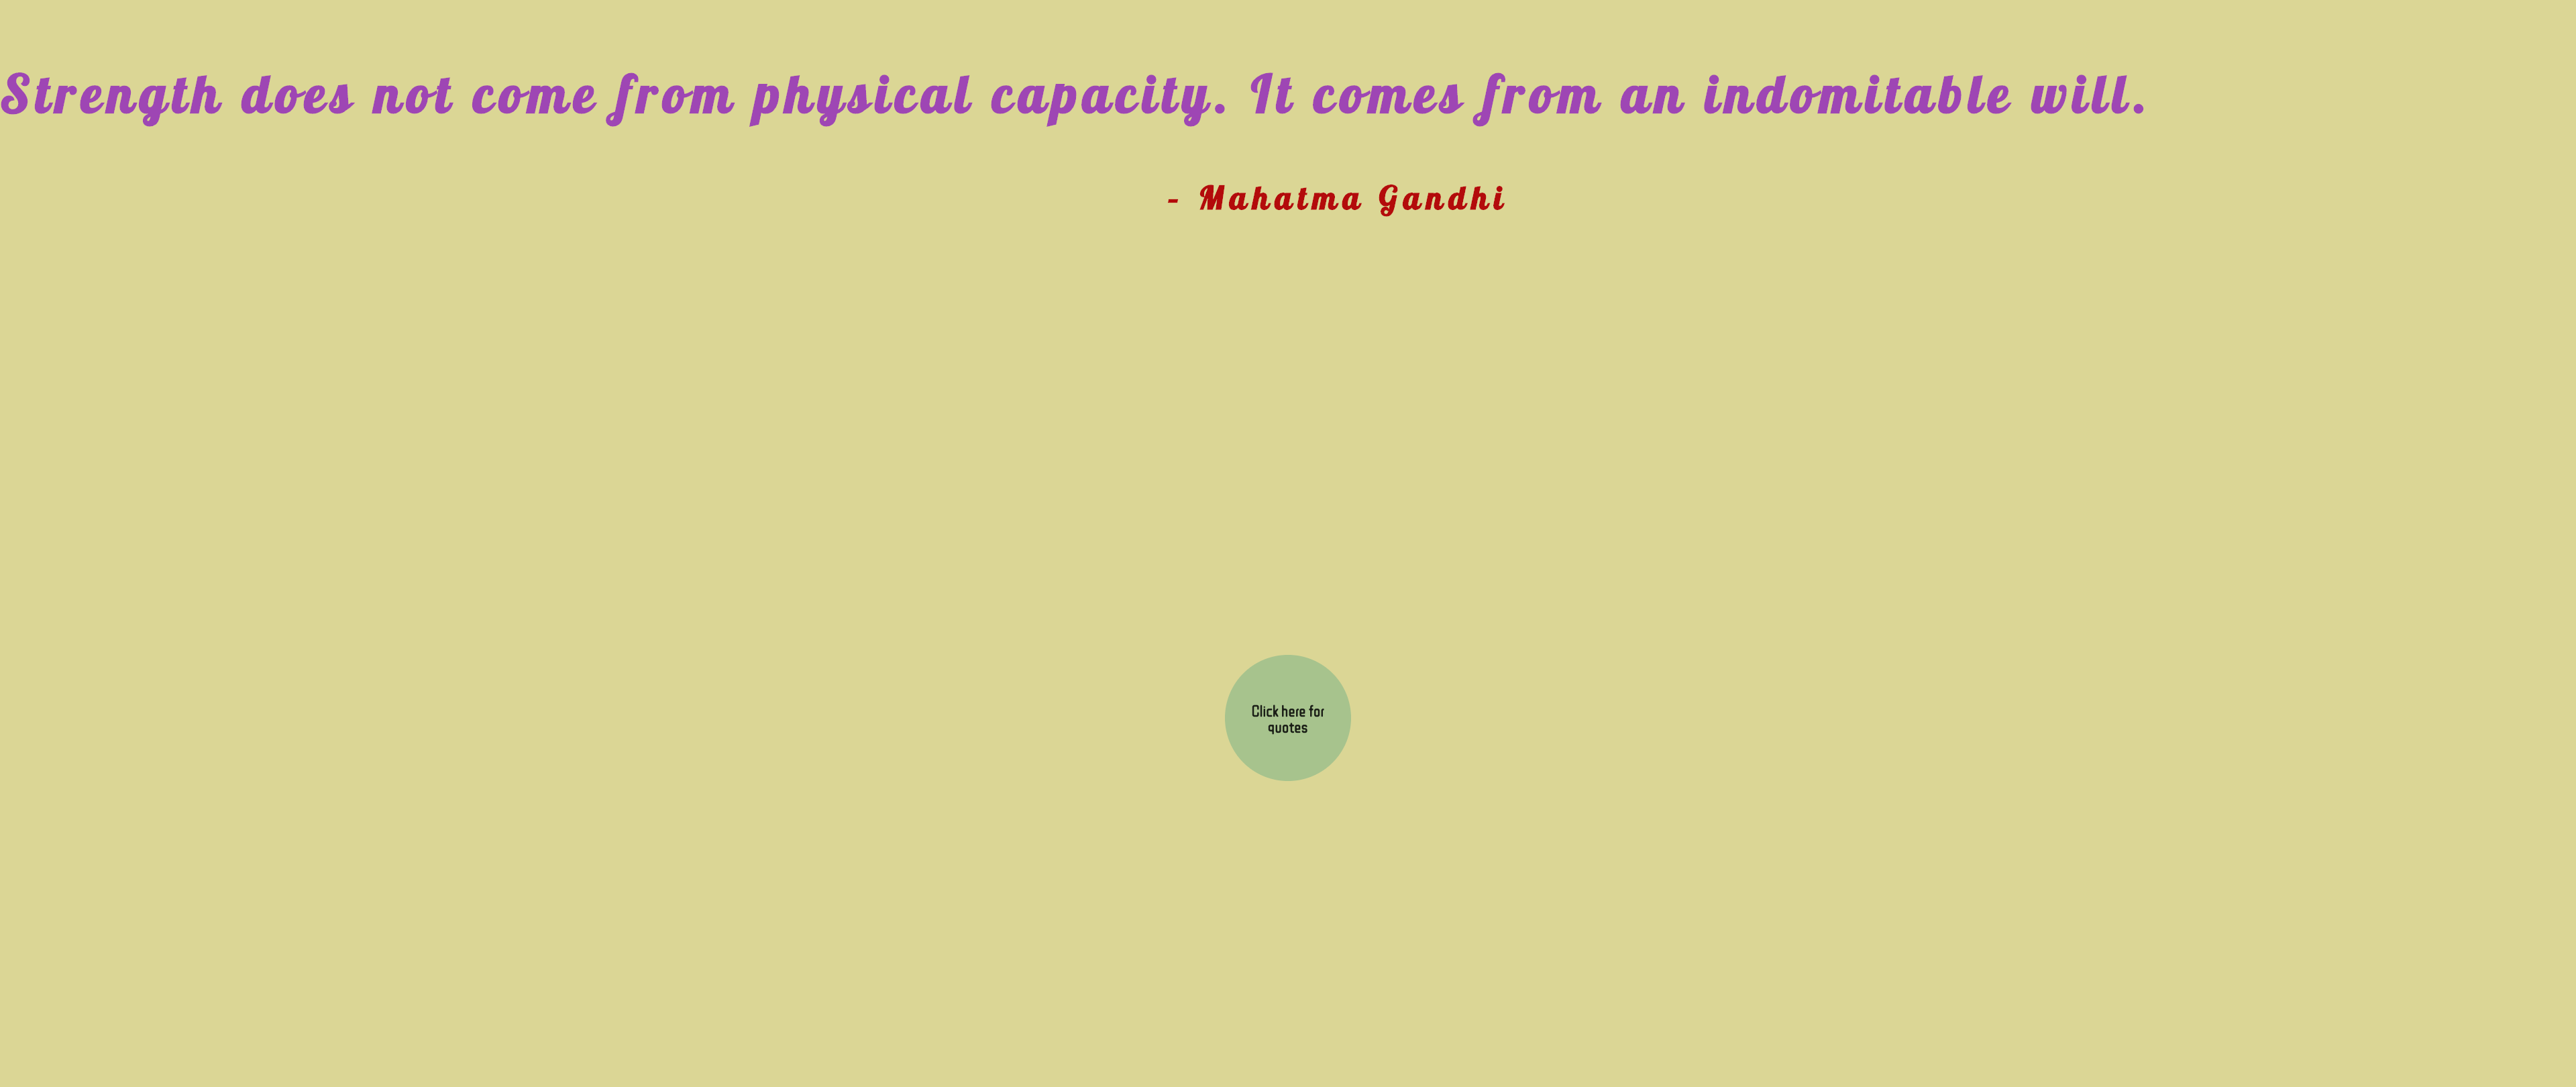 Strength does not come from physical capacity. It comes from an indomitable will.
- Mahatma Gandhi
Click here for
quotes